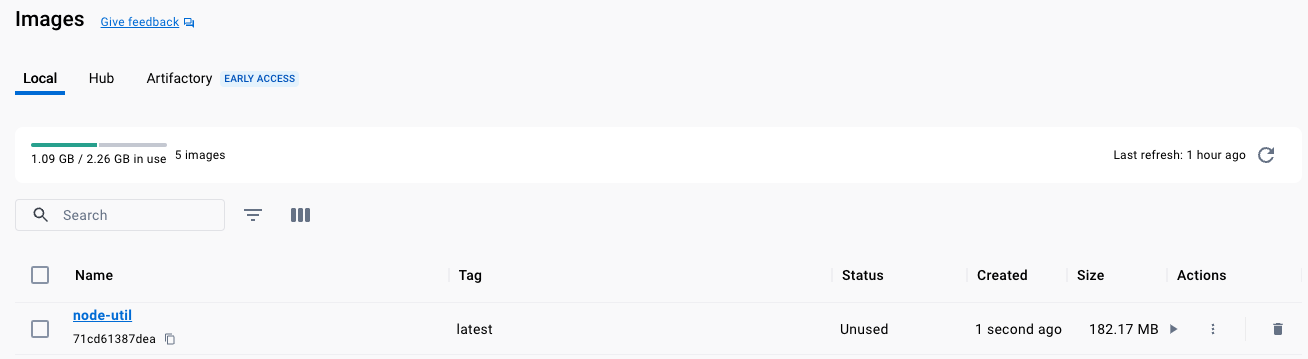 Images Give feedback
Local Hub Artifactory EARLY ACCESS
1.09 GB / 2.26 GB in use 5 images Last refresh: 1 hour ago
Search
Name Tag Status Created Size Actions
node-util
71cd61387dea latest Unused 1 second ago 182.17 MB